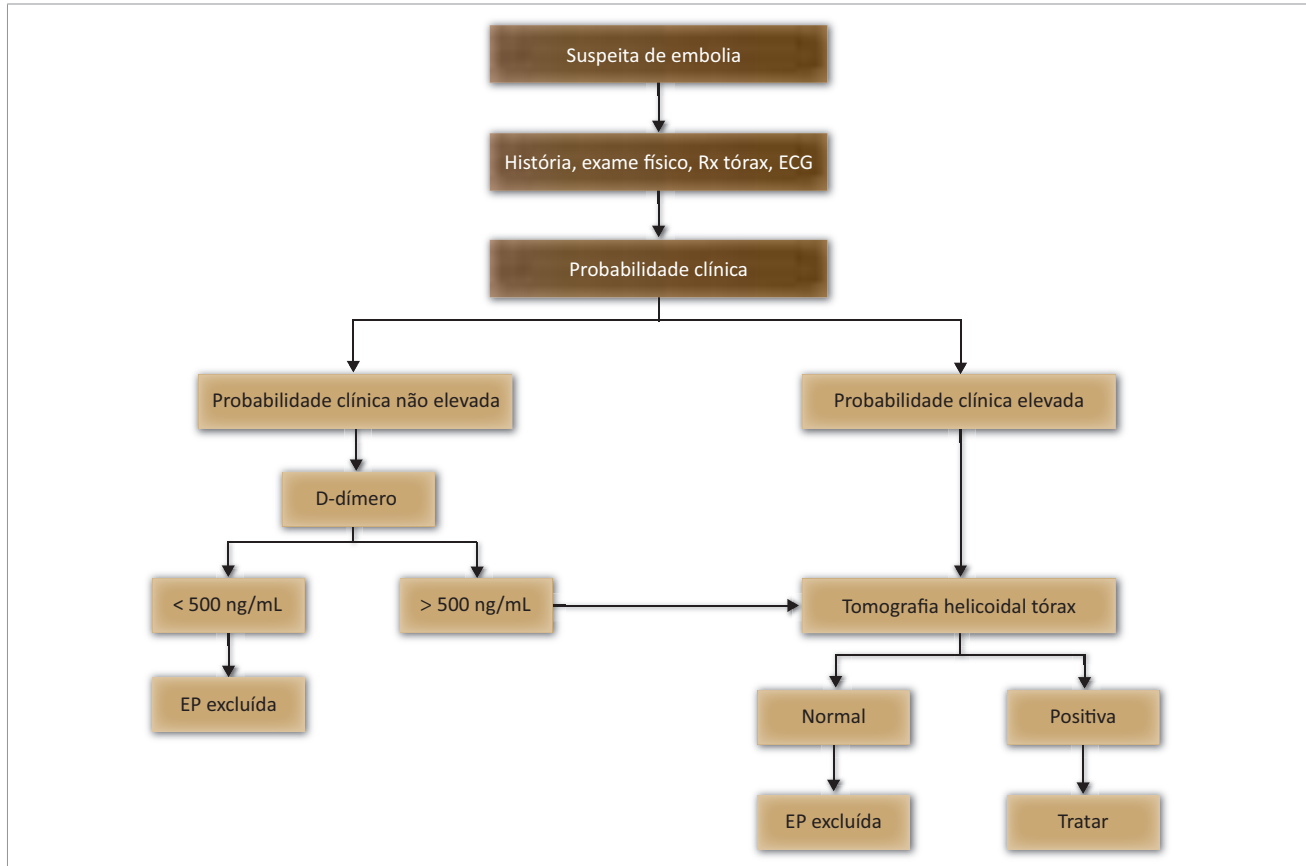 Suspeita de embolia
História, exame físico, Rx tórax, ECG
Probabilidade clínica
Probabilidade clínica não elevada
Probabilidade clínica elevada
D-dímero
< 500 ng/mL
> 500 ng/mL
Tomografia helicoidal tórax
EP excluída
Normal
Positiva
EP excluída
Tratar